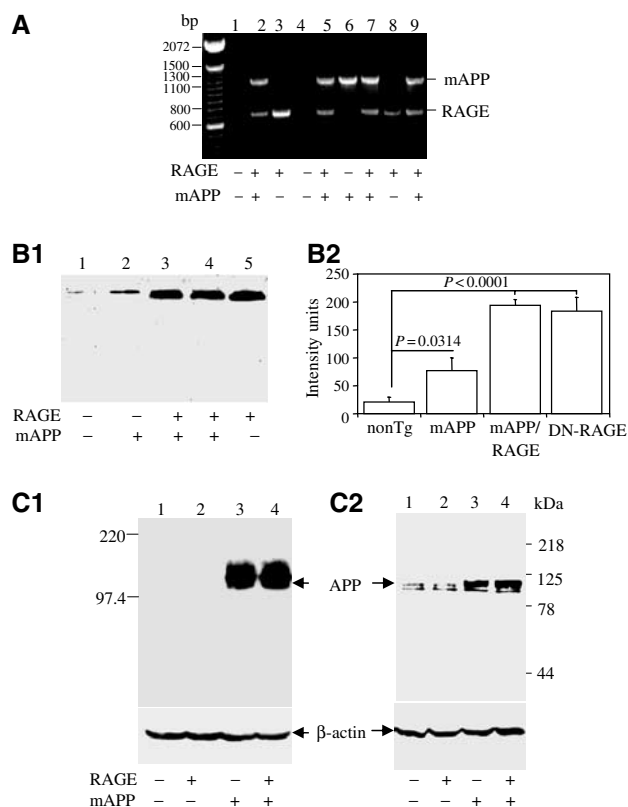 A
bp 1 2 3 4 5 6 7 8 9
2072
1500
1300
1100
800
600
mAPP
RAGE
RAGE – + + – + – + + +
mAPP – + – – + + + – +
B1
1 2 3 4 5
RAGE – – + + +
mAPP – + + + –
B2
Intensity units
250
200
150
100
50
0
P < 0.0001
P = 0.0314
nonTg mAPP mAPP/ RAGE DN-RAGE
C1
1 2 3 4
220
97.4
APP
β-actin
RAGE – + – +
mAPP – – + +
C2
1 2 3 4 kDa
218
125
78
44
– + – +
– – + +